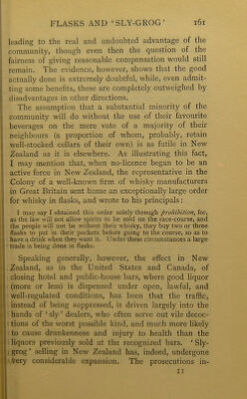 FLASKS AND 'SLY-GROG' 161
leading to the real and undoubted advantage of the
community, though even then the question of the
fairness of giving reasonable compensation would still
remain. The evidence, however, shows that the good
actually done is extremely doubtful, while, even admit-
ting some benefits, these are completely outweighed by
disadvantages in other directions.
The assumption that a substantial minority of the
community will do without the use of their favourite
beverages on the mere vote of a majority of their
neighbours (a proportion of whom, probably, retain
well-stocked cellars of their own) is as futile in New
Zealand as it is elsewhere. As illustrating this fact,
I may mention that, when no-licence began to be an
active force in New Zealand, the representative in the
Colony of a well-known firm of whisky manufacturers
in Great Britain sent home an exceptionally large order
for whisky in flasks, and wrote to his principals:
I may say I obtained this order solely through prohibition, for,
as the law will not allow spirits to be sold on the race-course, and
the people will not be without their whisky, they buy two or three
flasks to put in their pockets before going to the course, so as to
have a drink when they want it. Under these circumstances a large
trade is being done in flasks.
Speaking generally, however, the effect in New
Zealand, as in the United States and Canada, of
closing hotel and public-house bars, where good liquor
(more or less) is dispensed under open, lawful, and
well-regulated conditions, has been that the traffic,
instead of being suppressed, is driven largely into the
hands of 'sly' dealers, who often serve out vile decoc-
tions of the worst possible kind, and much more likely
to cause drunkenness and injury to health than the
liquors previously sold at the recognized bars. 'Sly-
grog' selling in New Zealand has, indeed, undergone
very considerable expansion. The prosecutions in-
11